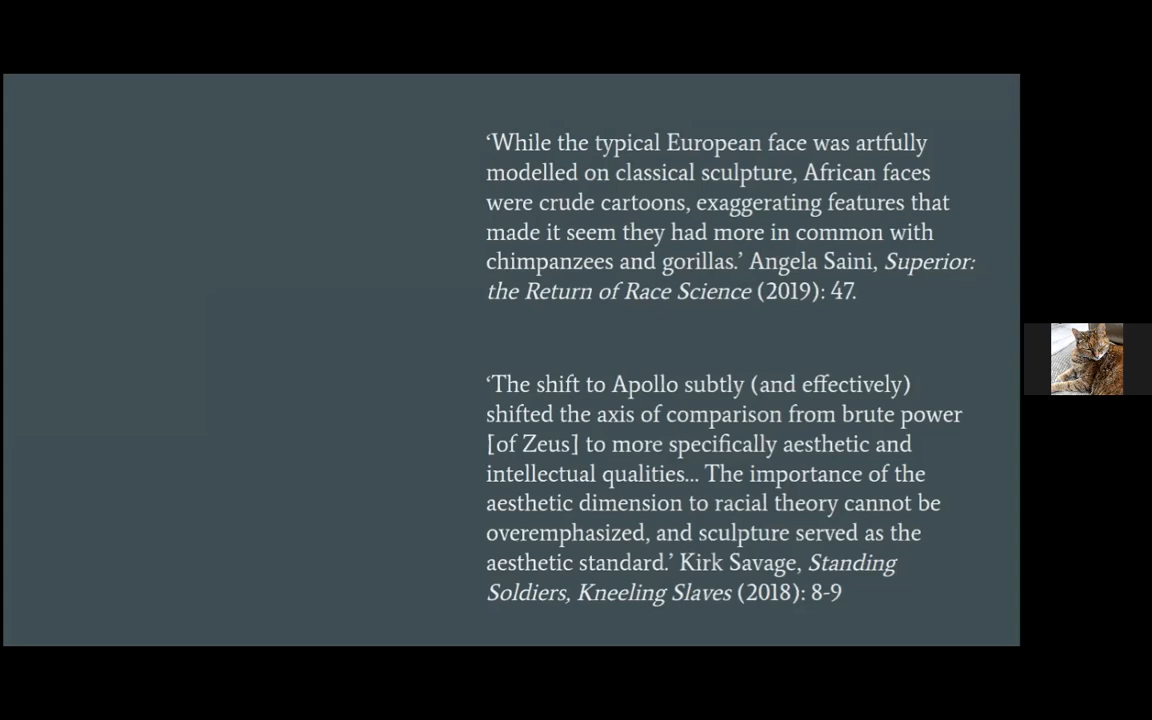 ‘While the typical European face was artfully
modelled on classical sculpture, African faces
were crude cartoons, exaggerating features that
made it seem they had more in common with
chimpanzees and gorillas.’ Angela Saini, Superior:
the Return of Race Science (2019): 47.
‘The shift to Apollo subtly (and effectively)
shifted the axis of comparison from brute power
[of Zeus] to more specifically aesthetic and
intellectual qualities... The importance of the
aesthetic dimension to racial theory cannot be
overemphasized, and sculpture served as the
aesthetic standard.’ Kirk Savage, Standing
Soldiers, Kneeling Slaves (2018): 8-9